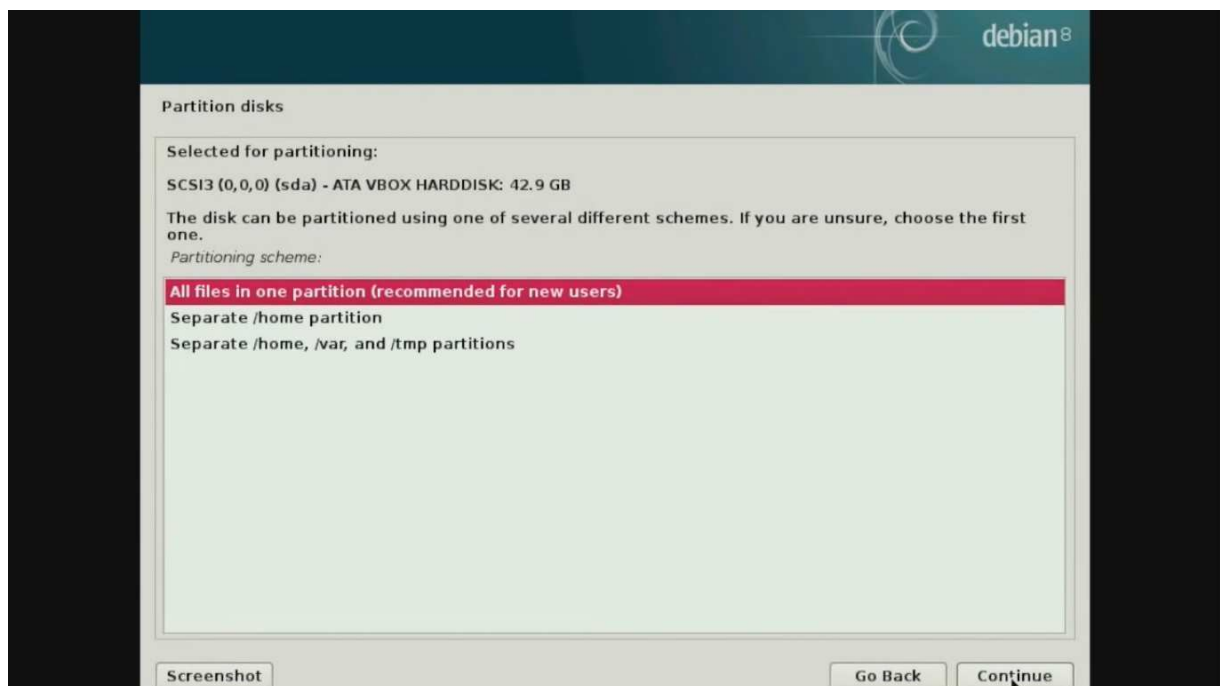 debian 8
Partition disks
Selected for partitioning:
SCSI3 (0,0,0) (sda) - ATA VBOX HARDDISK: 42.9 GB
The disk can be partitioned using one of several different schemes. If you are unsure, choose the first
one.
Partitioning scheme:
All files in one partition (recommended for new users)
Separate /home partition
Separate /home, /var, and /tmp partitions
Screenshot
Go Back
Continue